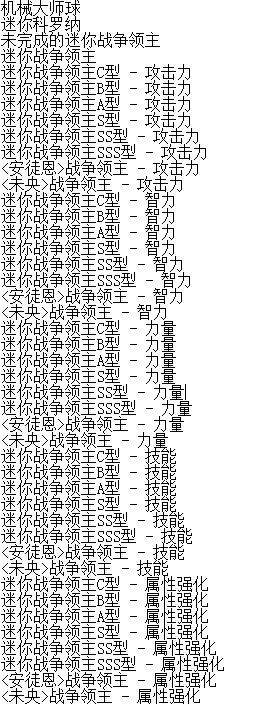 机械大师球
迷你科罗纳
未完成的迷你战争领主
迷你战争领主
迷你战争领主C型 - 攻击力
迷你战争领主B型 - 攻击力
迷你战争领主A型 - 攻击力
迷你战争领主S型 - 攻击力
迷你战争领主SS型 - 攻击力
迷你战争领主SSS型 - 攻击力
<安徒恩>战争领主 - 攻击力
<未央>战争领主 - 攻击力
迷你战争领主C型 - 智力
迷你战争领主B型 - 智力
迷你战争领主A型 - 智力
迷你战争领主S型 - 智力
迷你战争领主SS型 - 智力
迷你战争领主SSS型 - 智力
<安徒恩>战争领主 - 智力
<未央>战争领主 - 智力
迷你战争领主C型 - 力量
迷你战争领主B型 - 力量
迷你战争领主A型 - 力量
迷你战争领主S型 - 力量
迷你战争领主SS型 - 力量
迷你战争领主SSS型 - 力量
<安徒恩>战争领主 - 力量
<未央>战争领主 - 力量
迷你战争领主C型 - 技能
迷你战争领主B型 - 技能
迷你战争领主A型 - 技能
迷你战争领主S型 - 技能
迷你战争领主SS型 - 技能
迷你战争领主SSS型 - 技能
<安徒恩>战争领主 - 技能
<未央>战争领主 - 技能
迷你战争领主C型 - 属性强化
迷你战争领主B型 - 属性强化
迷你战争领主A型 - 属性强化
迷你战争领主S型 - 属性强化
迷你战争领主SS型 - 属性强化
迷你战争领主SSS型 - 属性强化
<安徒恩>战争领主 - 属性强化
<未央>战争领主 - 属性强化